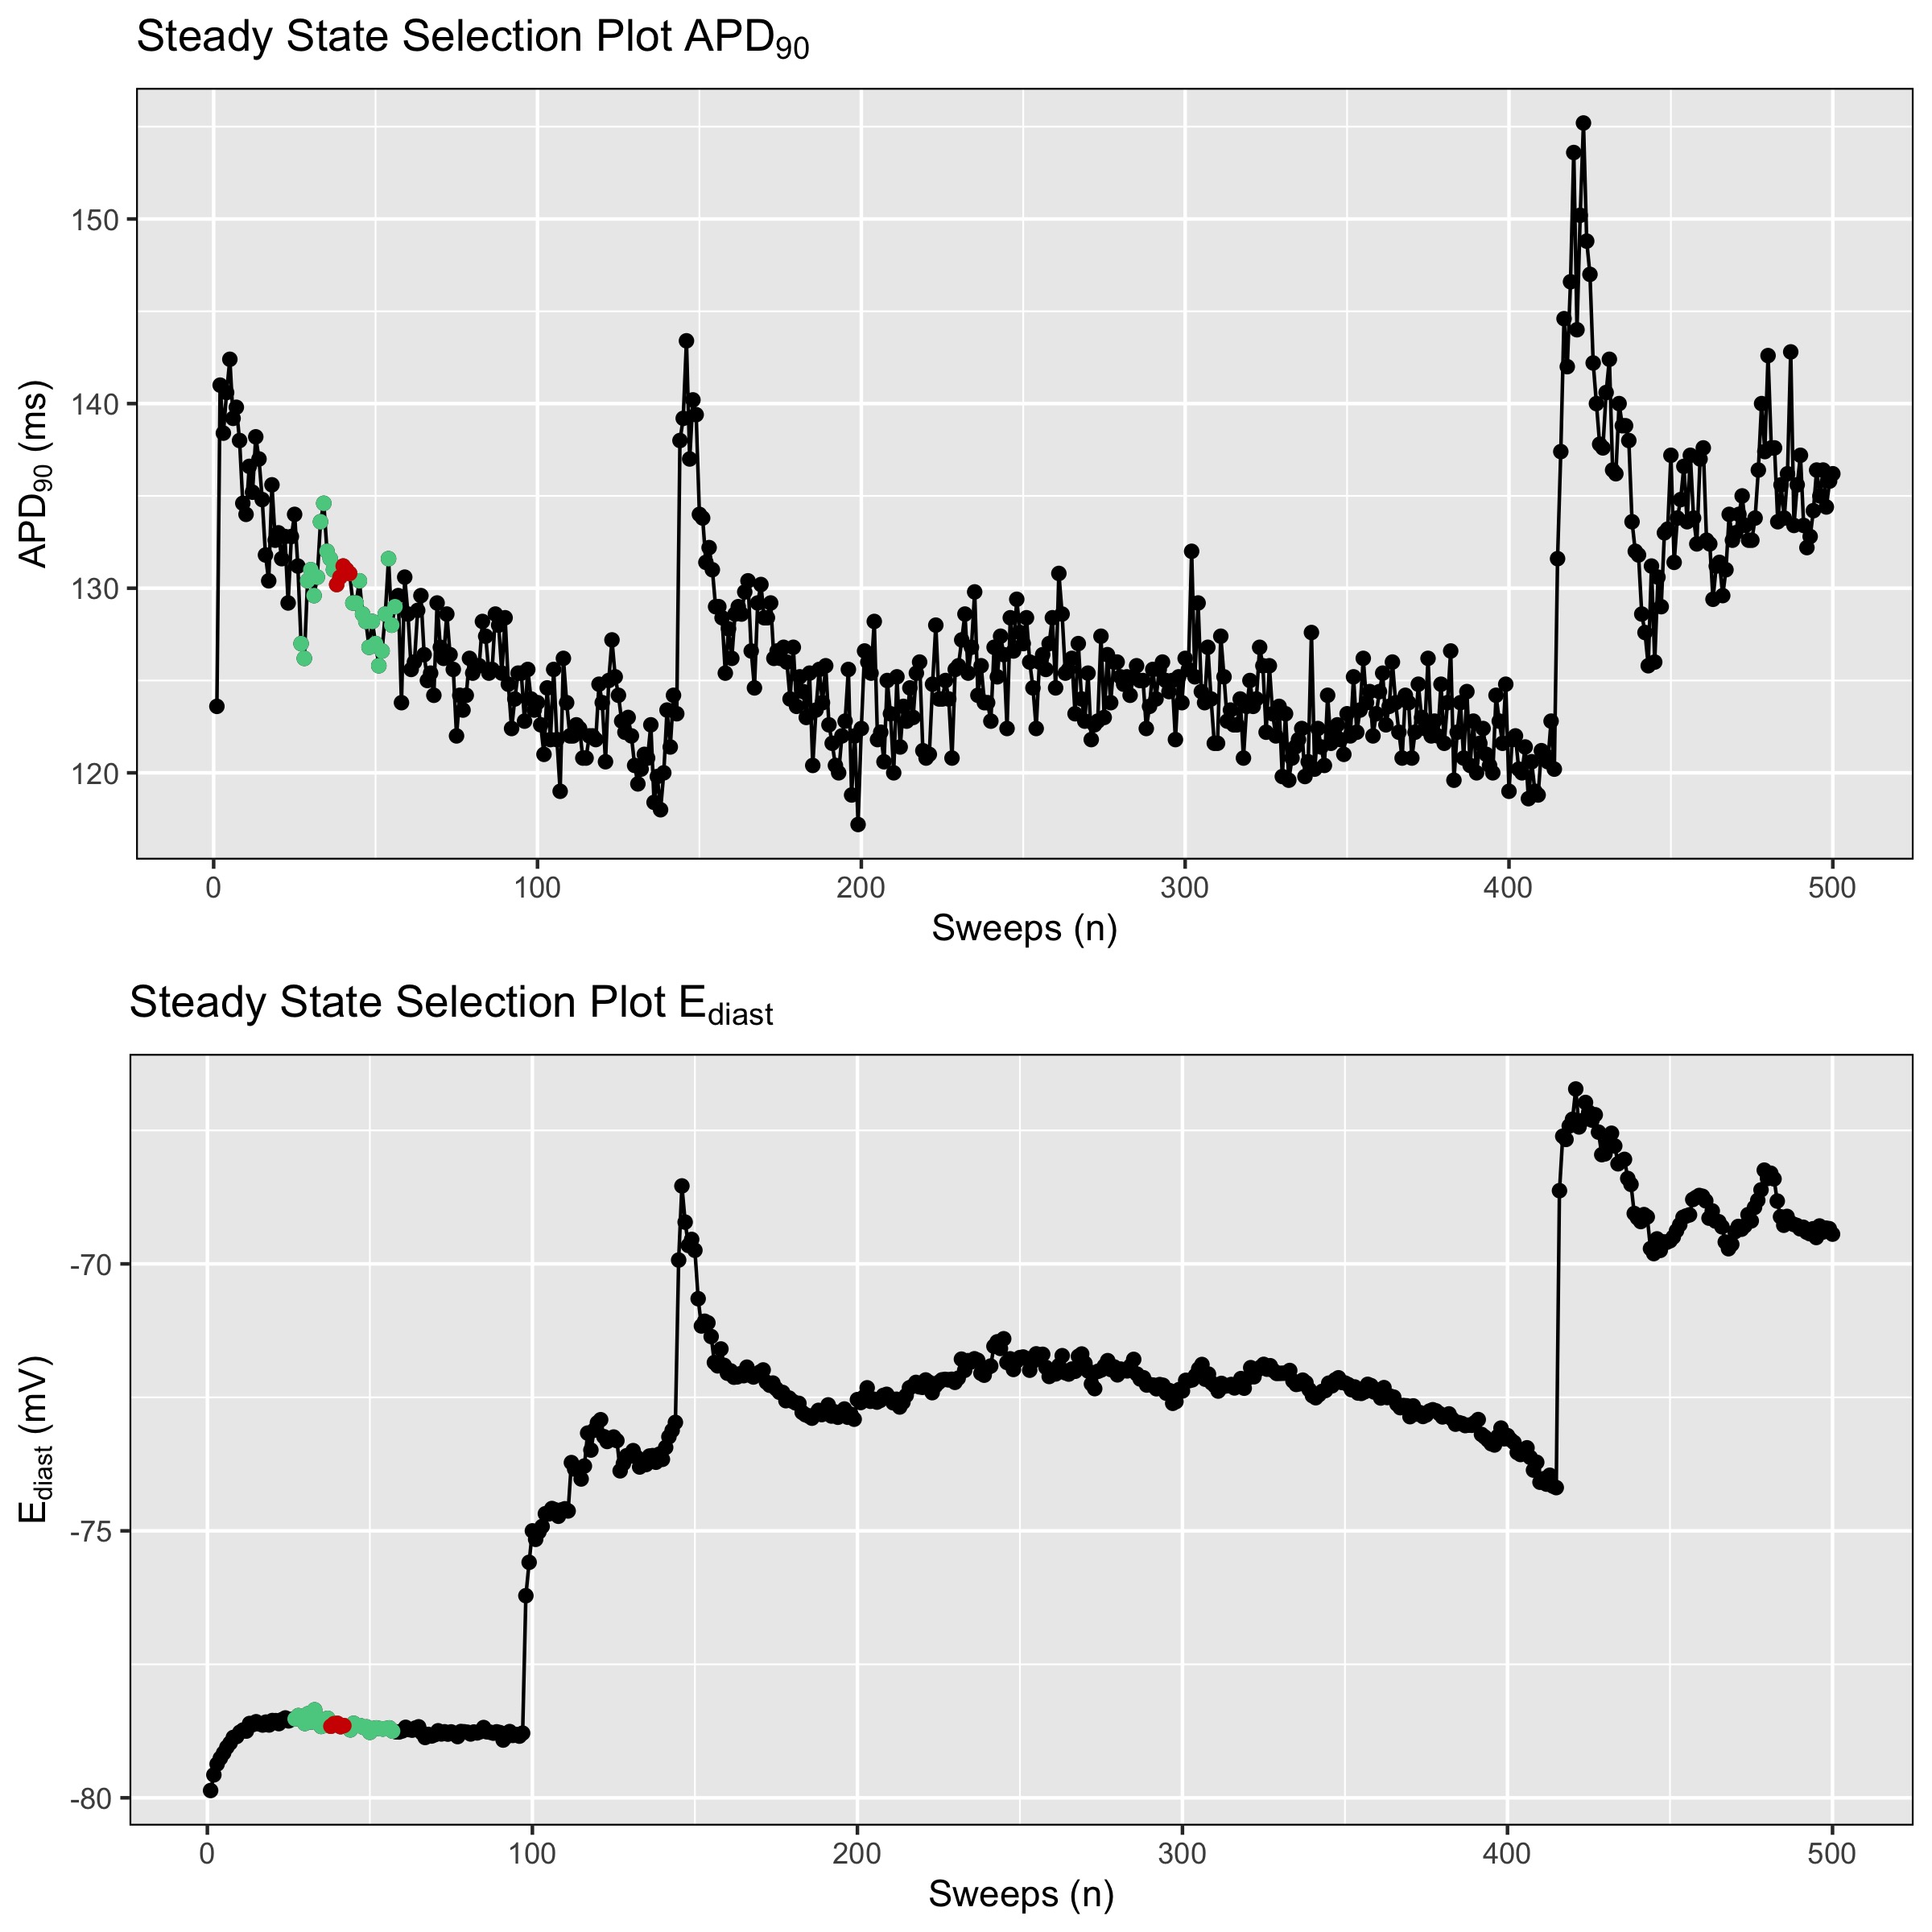 Steady State Selection Plot APD90
150
140
130
120
APD90 (ms)
0 100 200 300 400 500
Sweeps (n)
Steady State Selection Plot Ediast
-70
-75
-80
Ediast (mV)
0 100 200 300 400 500
Sweeps (n)